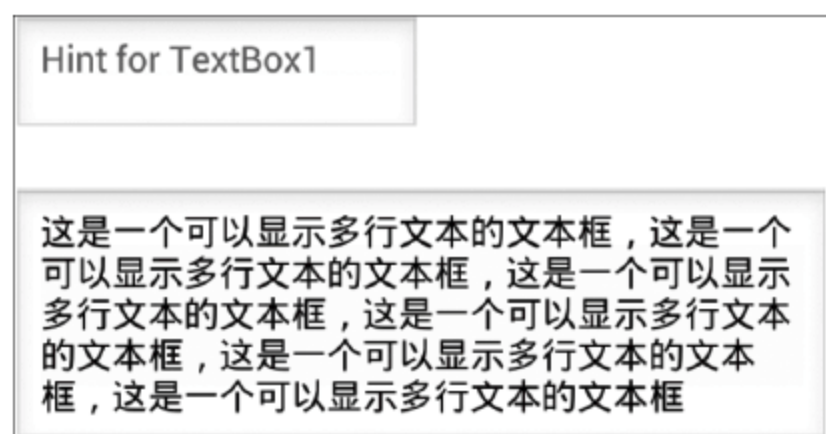 Hint for TextBox1
这是一个可以显示多行文本的文本框，这是一个
可以显示多行文本的文本框，这是一个可以显示
多行文本的文本框，这是一个可以显示多行文本
的文本框，这是一个可以显示多行文本的文本
框，这是一个可以显示多行文本的文本框